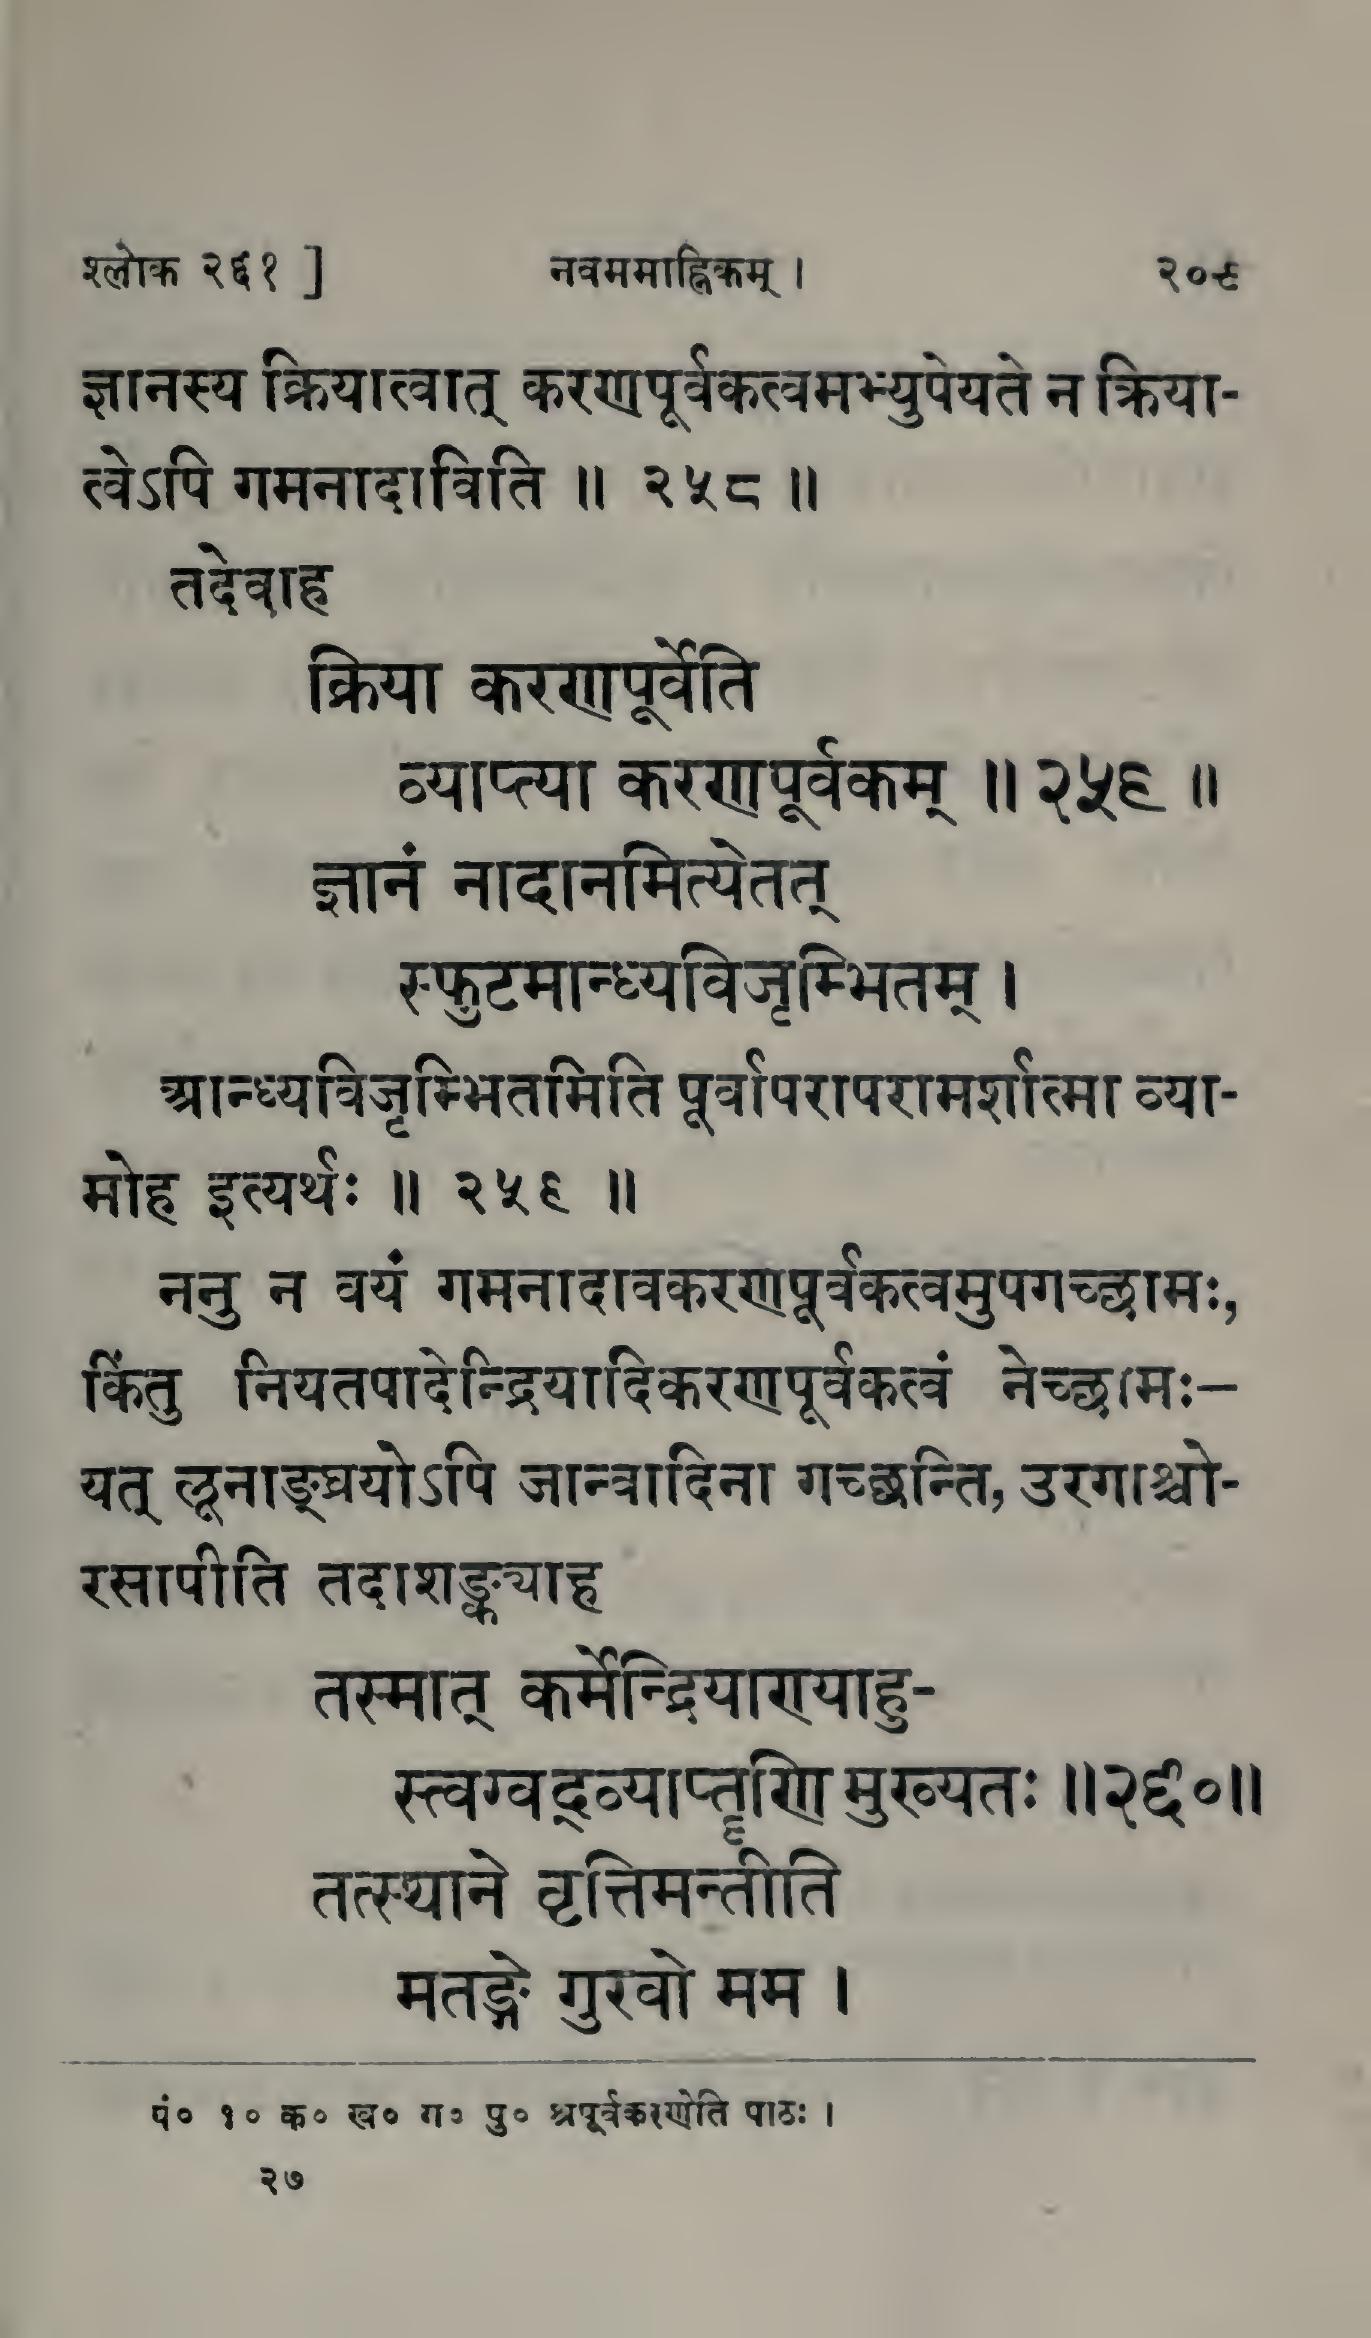 श्लोक २६१ ] नवममाह्निकम् । २०९
ज्ञानस्य क्रियात्वात् करणपूर्वकत्वमभ्युपेयते न क्रिया-
त्वेऽपि गमनादाविति ॥ २५८ ॥
तदेवाह
क्रिया करणपूर्वेति
व्याप्त्या करणपूर्वकम् ॥ २५९ ॥
ज्ञानं नादानमित्येतत्
स्फुटमान्ध्यविजृम्भितम् ।
आन्ध्यविजृम्भितमिति पूर्वापरापरामर्शात्मा व्या-
मोह इत्यर्थः ॥ २५९ ॥
ननु न वयं गमनादावकरणपूर्वकत्वमुपगच्छामः,
किंतु नियतपादेन्द्रियादिकरणपूर्वकत्वं नेच्छामः—
यत् लूनाङ्घ्रयोऽपि जान्वादिना गच्छन्ति, उरगाश्चो-
रसापीति तदाशङ्क्याह
तस्मात् कर्मेन्द्रियाण्याहु-
स्त्वग्वद्व्याप्तॄणि मुख्यतः ॥२६०॥
तत्स्थाने वृत्तिमन्तीति
मतङ्गे गुरवो मम ।
पं० १० क० ख० ग० पु० अपूर्वकरणेति पाठः ।
२७